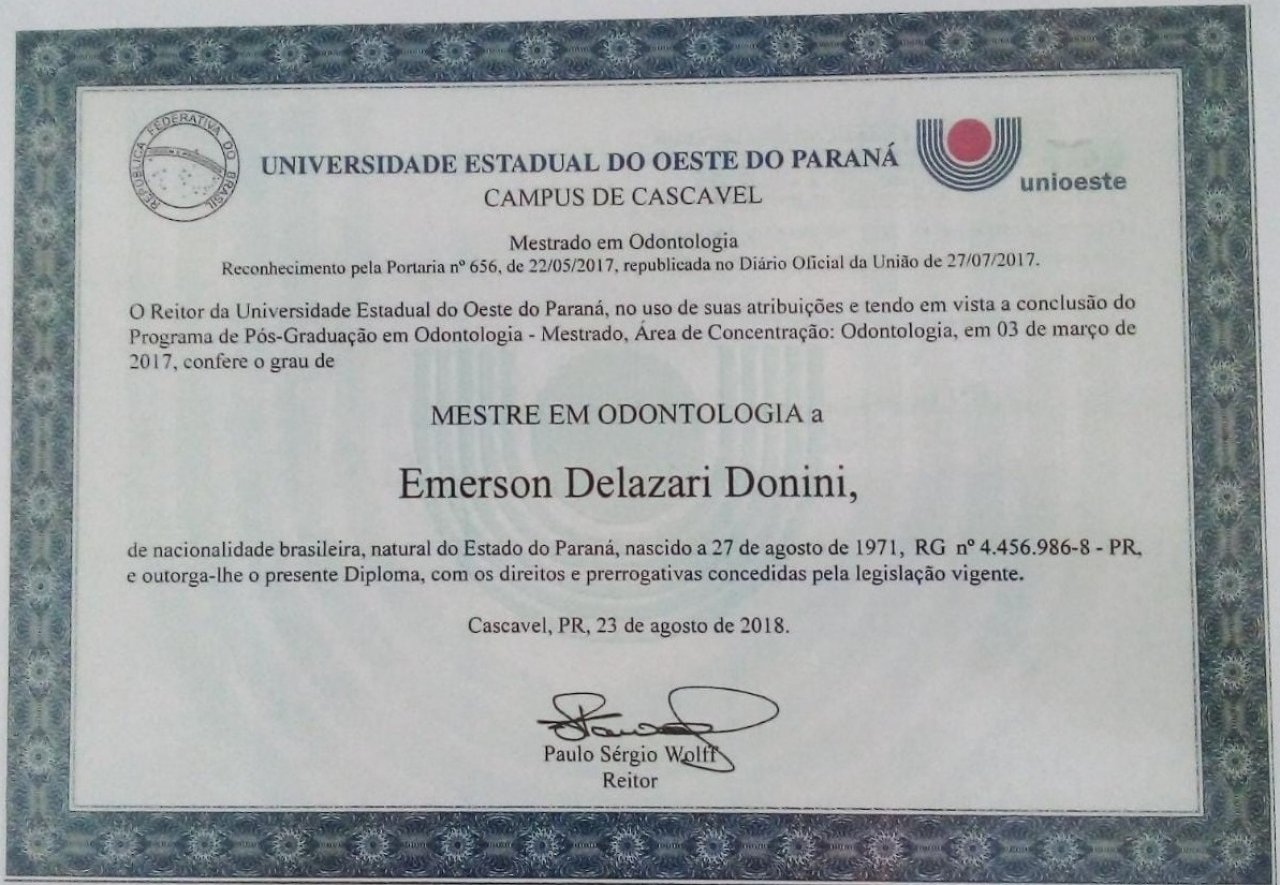 REPÚBLICA FEDERATIVA DO BRASIL
UNIVERSIDADE ESTADUAL DO OESTE DO PARANÁ
unioeste
CAMPUS DE CASCAVEL
Mestrado em Odontologia
Reconhecimento pela Portaria nº 656, de 22/05/2017, republicada no Diário Oficial da União de 27/07/2017.
O Reitor da Universidade Estadual do Oeste do Paraná, no uso de suas atribuições e tendo em vista a conclusão do
Programa de Pós-Graduação em Odontologia - Mestrado, Área de Concentração: Odontologia, em 03 de março de
2017, confere o grau de
MESTRE EM ODONTOLOGIA a
Emerson Delazari Donini,
de nacionalidade brasileira, natural do Estado do Paraná, nascido a 27 de agosto de 1971, RG nº 4.456.986-8 - PR,
e outorga-lhe o presente Diploma, com os direitos e prerrogativas concedidas pela legislação vigente.
Cascavel, PR, 23 de agosto de 2018.
Paulo Sérgio Wolff
Reitor